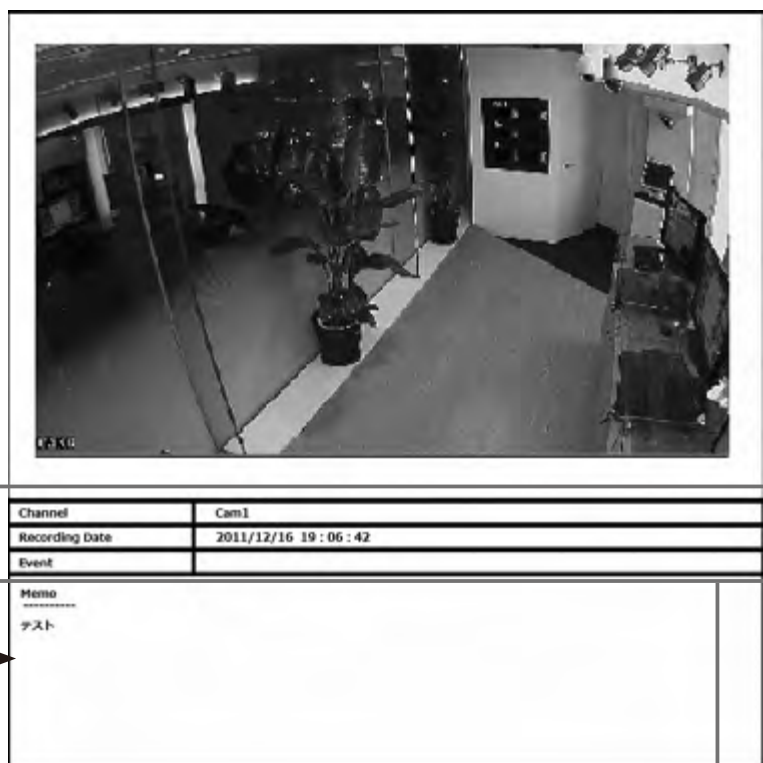 Channel Cam1
Recording Date 2011/12/16 19 : 06 : 42
Event
Memo
----------
テスト